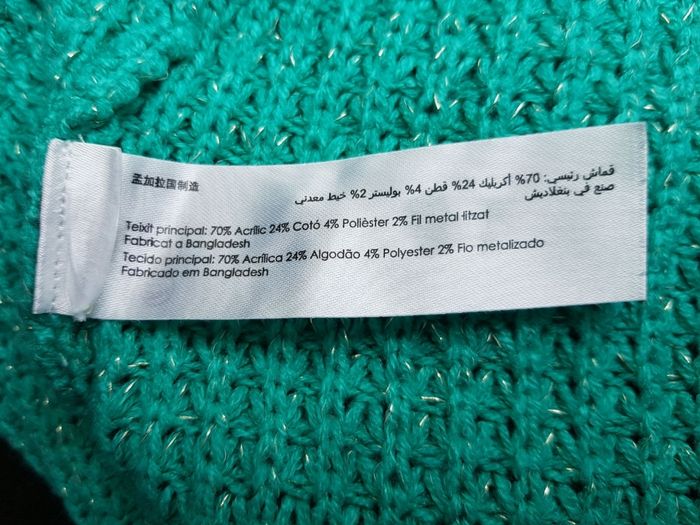 孟加拉国制造
قماش رئيسي: 70% أكريليك 24% قطن 4% بوليستر 2% خيط معدني
صنع في بنغلاديش
Teixit principal: 70% Acrílic 24% Cotó 4% Polièster 2% Fil metal·litzat
Fabricat a Bangladesh
Tecido principal: 70% Acrílica 24% Algodão 4% Polyester 2% Fio metalizado
Fabricado em Bangladesh